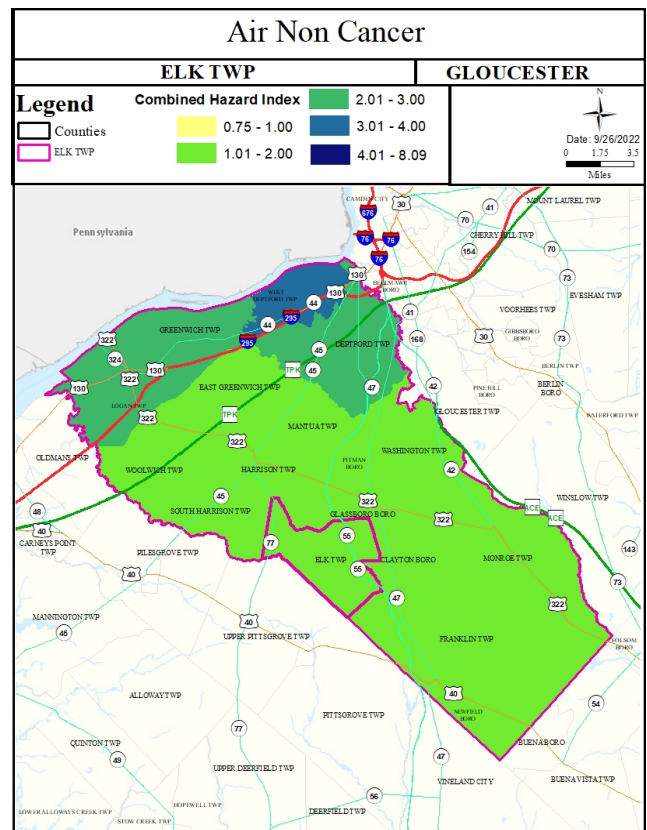 Air Non Cancer
ELK TWP
GLOUCESTER
Legend
Counties
ELK TWP
Combined Hazard Index
0.75 - 1.00
1.01 - 2.00
2.01 - 3.00
3.01 - 4.00
4.01 - 8.09
N
Date: 9/26/2022
0 1.75 3.5
Miles
CAMDEN CITY
30
41
MOUNT LAUREL TWP
676
70
Pennsylvania
76
76
CHERRY HILL TWP
154
70
76
130
BELLMAWR
BORO
73
WEST
DEPTFORD TWP
130
EVESHAM TWP
44
295
41
VOORHEES TWP
GREENWICH TWP
44
GIBBSBORO
BORO
322
295
45
DEPTFORD TWP
168
30
73
324
130
TPK
45
BERLIN TWP
322
47
42
PINE HILL
BORO
BERLIN
BORO
130
EAST GREENWICH TWP
LOGAN TWP
322
TPK
GLOUCESTER TWP
WATERFORD TWP
MANTUA TWP
322
WASHINGTON TWP
OLDMANS TWP
PITMAN
BORO
WOOLWICH TWP
HARRISON TWP
42
45
322
WINSLOW TWP
48
SOUTH HARRISON TWP
GLASSBORO BORO
322
ACE
ACE
40
CARNEYS POINT
TWP
77
55
143
PILESGROVE TWP
ELK TWP
CLAYTON BORO
MONROE TWP
40
55
73
47
322
MANNINGTON TWP
40
45
UPPER PITTSGROVE TWP
FRANKLIN TWP
FOLSOM
BORO
ALLOWAY TWP
40
54
PITTSGROVE TWP
NEWFIELD
BORO
77
QUINTON TWP
BUENA BORO
49
47
UPPER DEERFIELD TWP
VINELAND CITY
BUENA VISTA TWP
56
LOWER ALLOWAYS CREEK TWP
HOPEWELL TWP
DEERFIELD TWP
STOW CREEK TWP